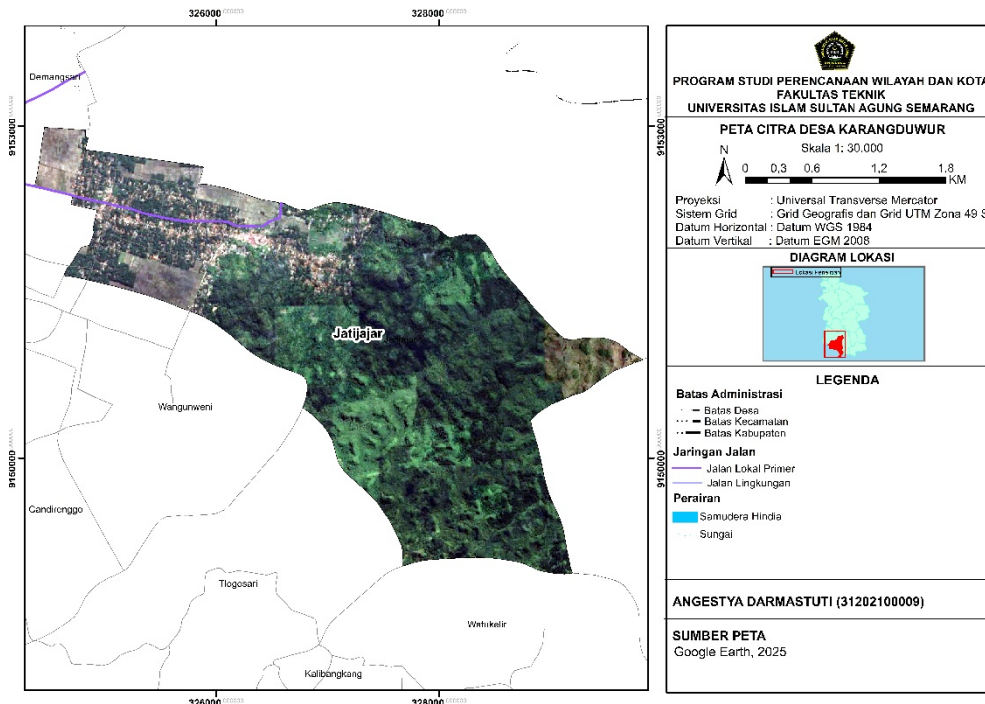 326000
328000
9153000
9153000
Demangsari
Jatijajar
Wangunweni
9150000
9150000
Candirenggo
Tlogosari
Watukelir
Kalibangkang
326000
328000
PROGRAM STUDI PERENCANAAN WILAYAH DAN KOTA
FAKULTAS TEKNIK
UNIVERSITAS ISLAM SULTAN AGUNG SEMARANG
PETA CITRA DESA KARANGDUWUR
Skala 1: 30.000
N
0 0.3 0.6 1.2 1.8
KM
Proyeksi : Universal Transverse Mercator
Sistem Grid : Grid Geografis dan Grid UTM Zona 49 S
Datum Horizontal : Datum WGS 1984
Datum Vertikal : Datum EGM 2008
DIAGRAM LOKASI
Lokasi Penelitian
LEGENDA
Batas Administrasi
Batas Desa
Batas Kecamatan
Batas Kabupaten
Jaringan Jalan
Jalan Lokal Primer
Jalan Lingkungan
Perairan
Samudera Hindia
Sungai
ANGESTYA DARMASTUTI (31202100009)
SUMBER PETA
Google Earth, 2025